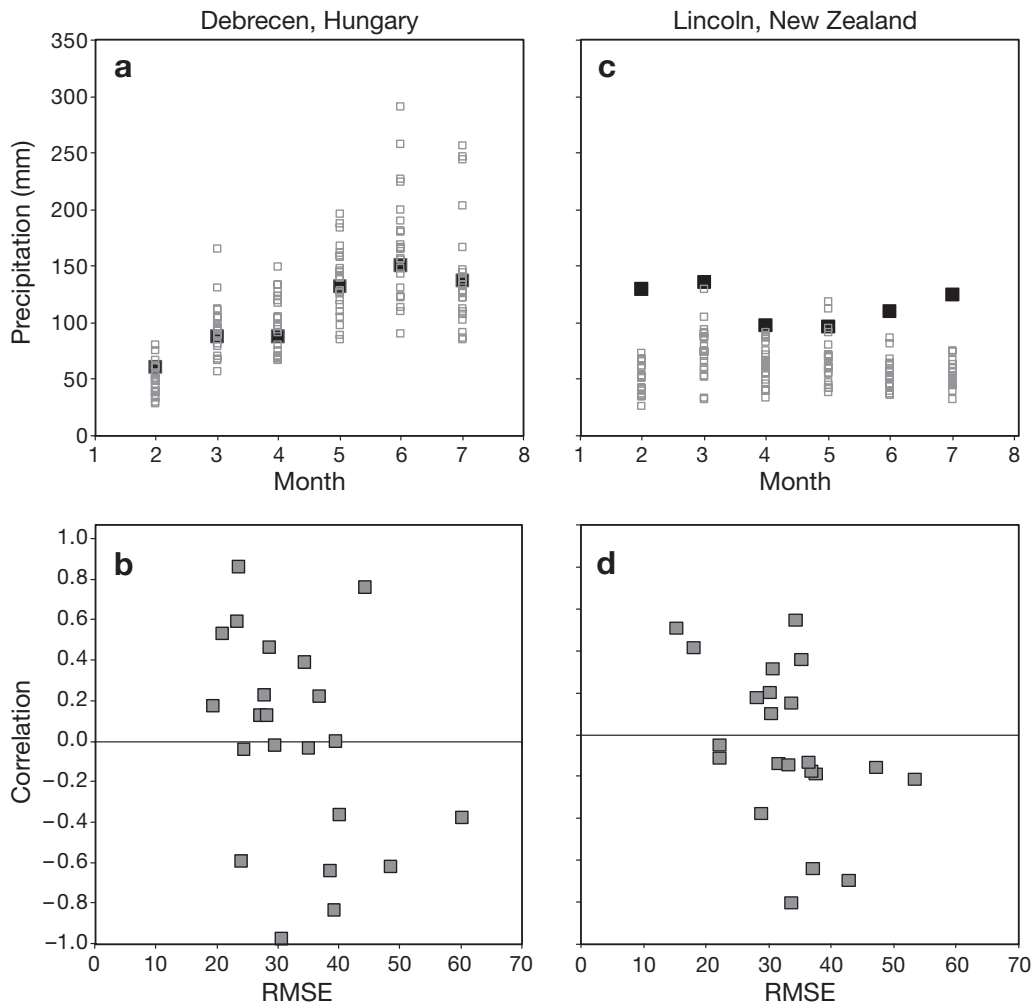 Debrecen, Hungary
Lincoln, New Zealand
a
c
350
300
250
200
150
100
50
0
Precipitation (mm)
1 2 3 4 5 6 7 8
1 2 3 4 5 6 7 8
Month
Month
b
d
1.0
0.8
0.6
0.4
0.2
0.0
−0.2
−0.4
−0.6
−0.8
−1.0
Correlation
0 10 20 30 40 50 60 70
0 10 20 30 40 50 60 70
RMSE
RMSE